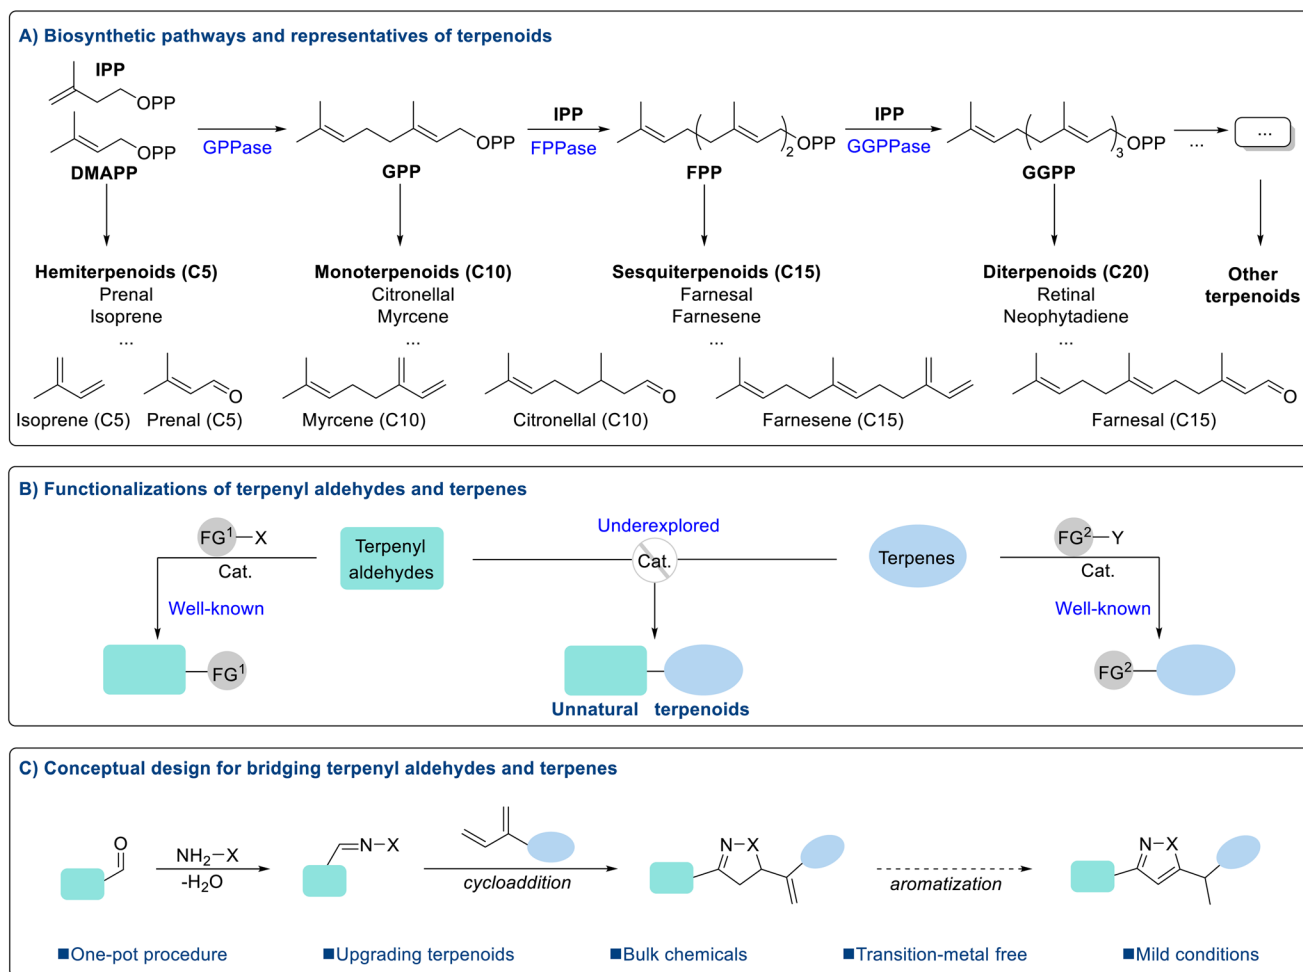 A) Biosynthetic pathways and representatives of terpenoids
IPP
OPP
OPP
DMAPP
GPPase
OPP
GPP
IPP
FPPase
( )2OPP
FPP
IPP
GGPPase
( )3OPP
GGPP
...
...
Hemiterpenoids (C5)
Prenal
Isoprene
...
Monoterpenoids (C10)
Citronellal
Myrcene
...
Sesquiterpenoids (C15)
Farnesal
Farnesene
...
Diterpenoids (C20)
Retinal
Neophytadiene
...
Other
terpenoids
O
O
O
Isoprene (C5)
Prenal (C5)
Myrcene (C10)
Citronellal (C10)
Farnesene (C15)
Farnesal (C15)
B) Functionalizations of terpenyl aldehydes and terpenes
FG¹—X
Cat.
Well-known
FG¹
Terpenyl
aldehydes
Underexplored
Cat.
Unnatural terpenoids
Terpenes
FG²—Y
Cat.
Well-known
FG²
C) Conceptual design for bridging terpenyl aldehydes and terpenes
O
NH₂—X
-H₂O
N—X
cycloaddition
N—X
aromatization
N—X
■One-pot procedure
■Upgrading terpenoids
■Bulk chemicals
■Transition-metal free
■Mild conditions